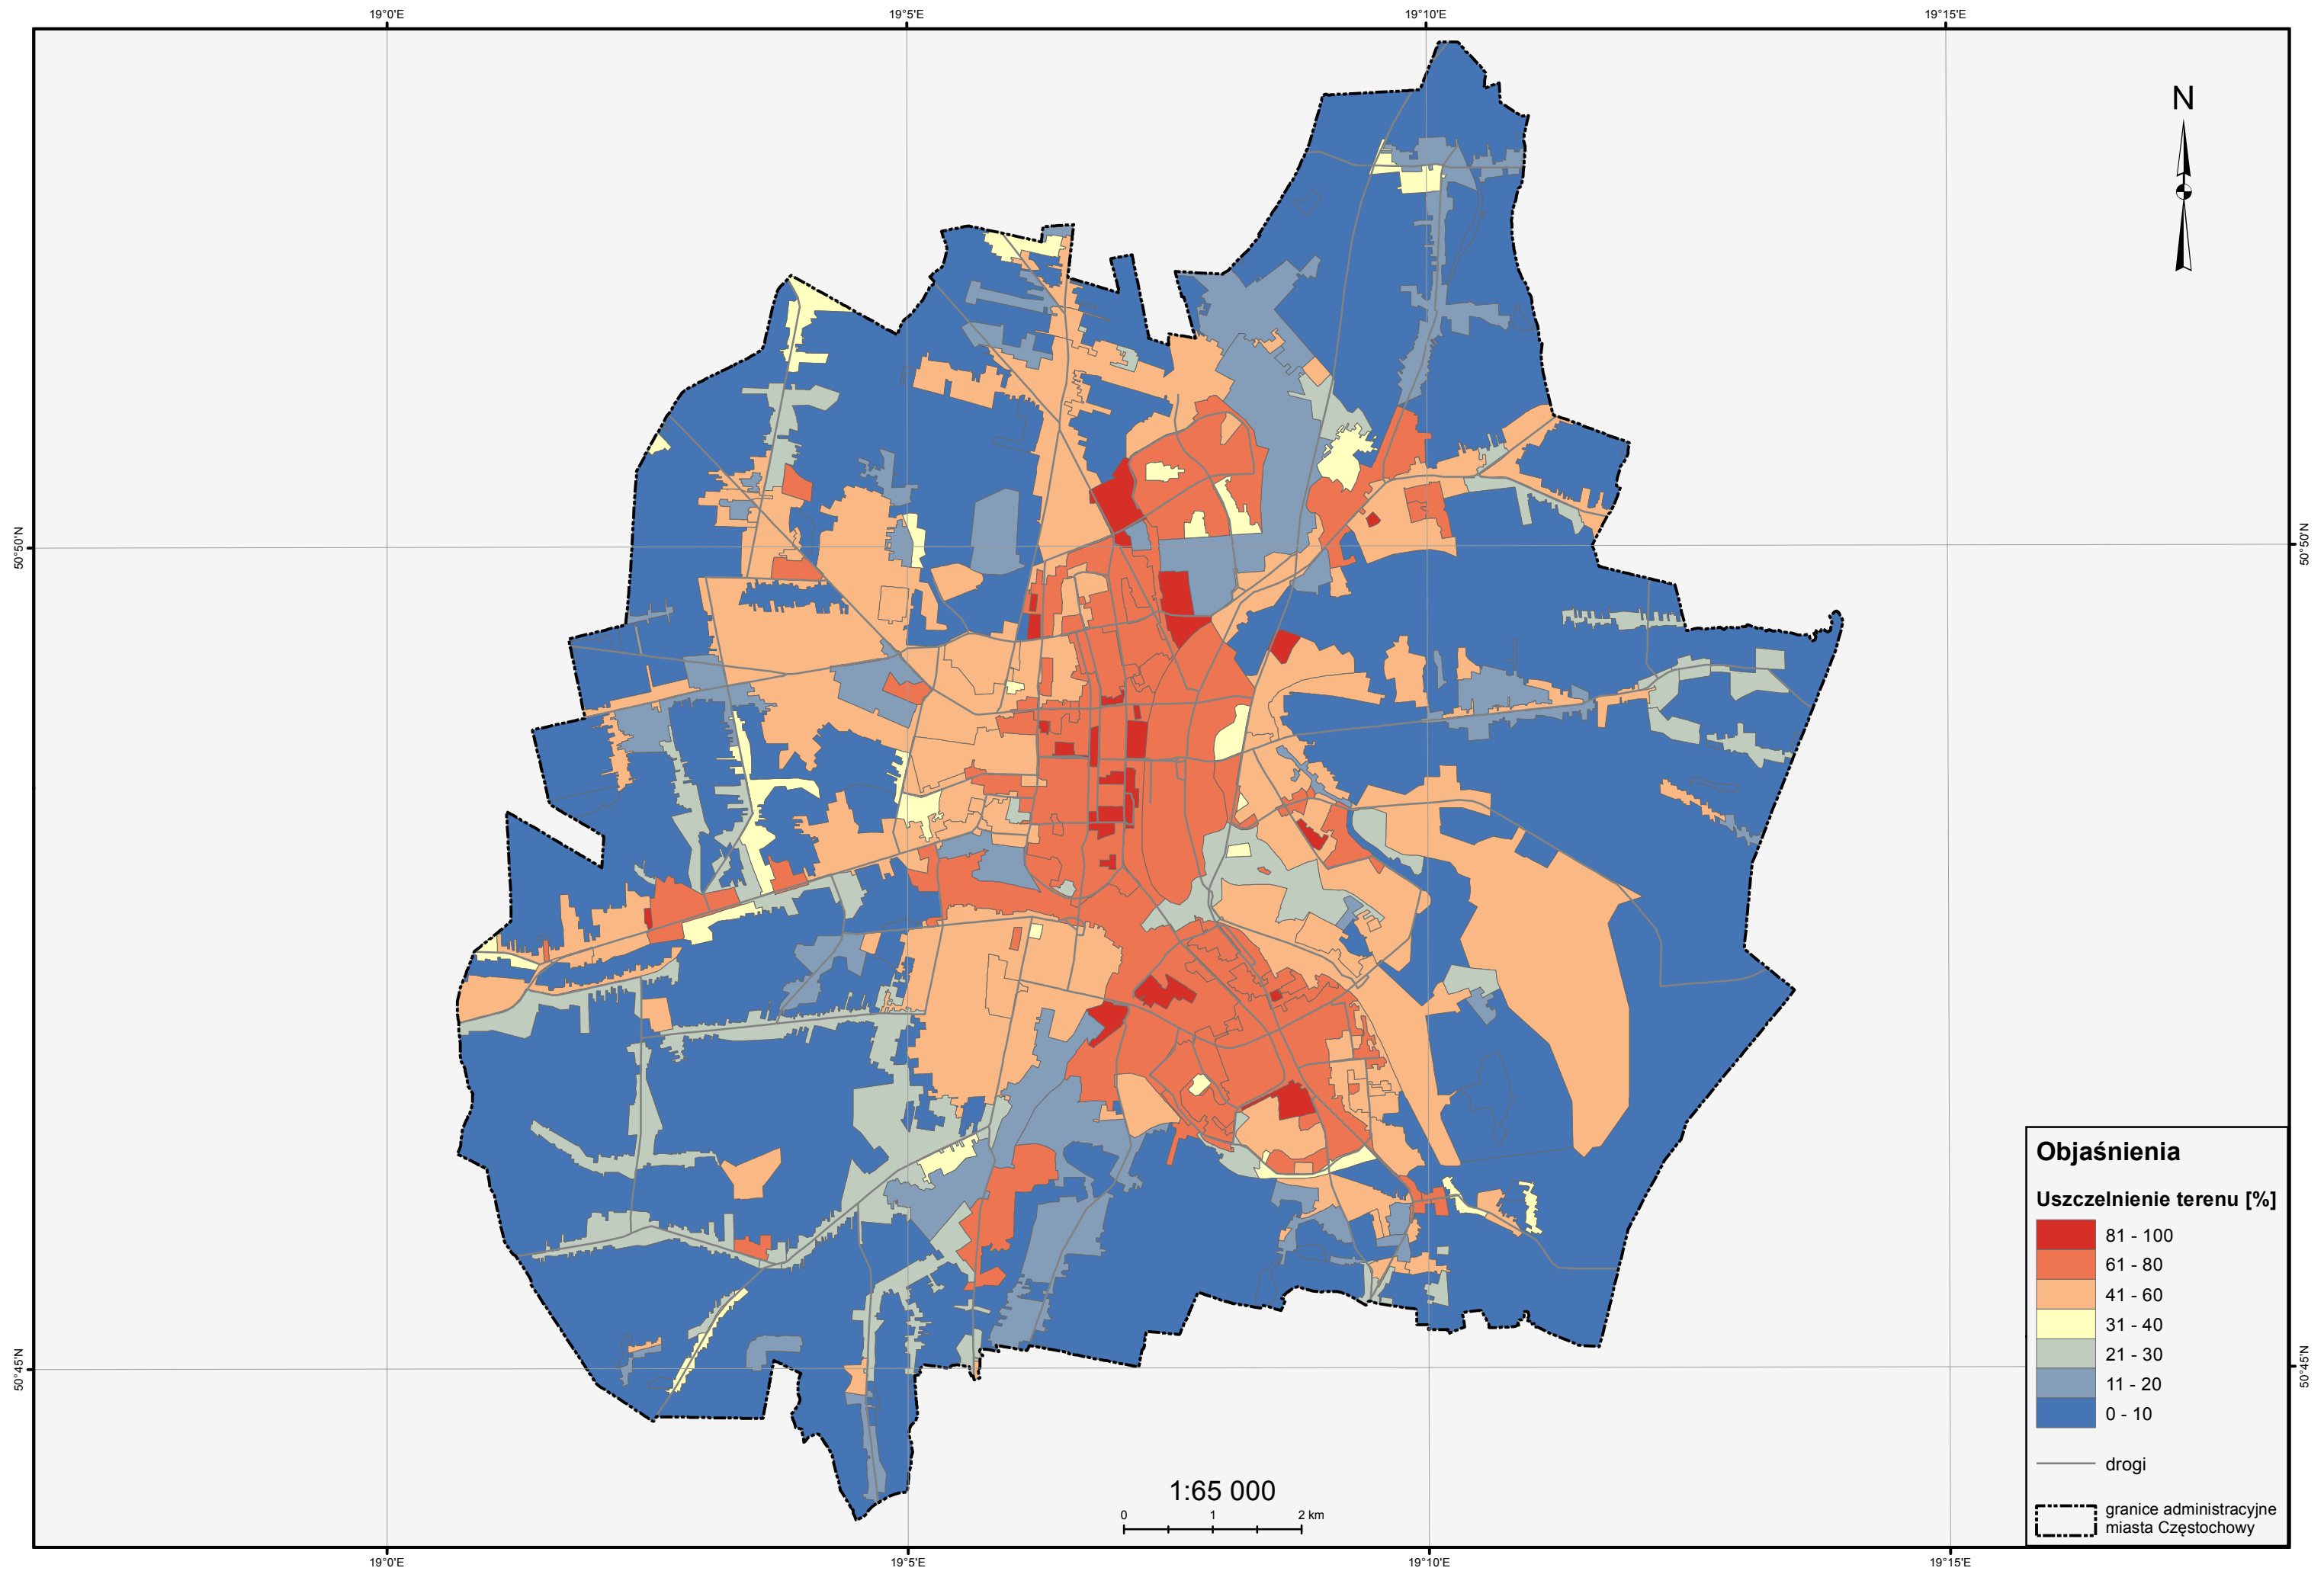 19°0'E
19°5'E
19°10'E
19°15'E
N
50°50'N
50°50'N
Objaśnienia
Uszczelnienie terenu [%]
81 - 100
61 - 80
41 - 60
31 - 40
21 - 30
11 - 20
0 - 10
drogi
granice administracyjne
miasta Częstochowy
50°45'N
50°45'N
1:65 000
0 1 2 km
19°0'E
19°5'E
19°10'E
19°15'E